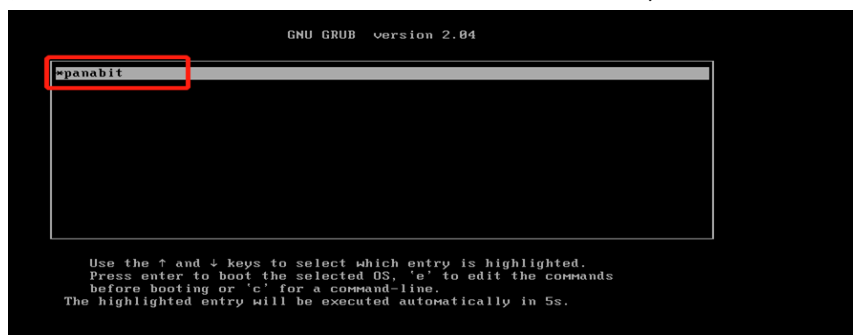 GNU GRUB version 2.04
*panabit
Use the ↑ and ↓ keys to select which entry is highlighted.
Press enter to boot the selected OS, 'e' to edit the commands
before booting or 'c' for a command-line.
The highlighted entry will be executed automatically in 5s.